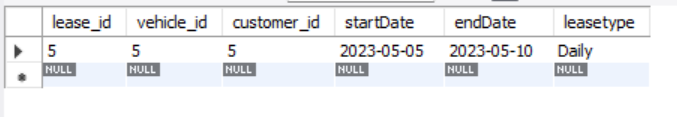 lease_id vehicle_id customer_id startDate endDate leasetype
5 5 5 2023-05-05 2023-05-10 Daily
NULL NULL NULL NULL NULL NULL